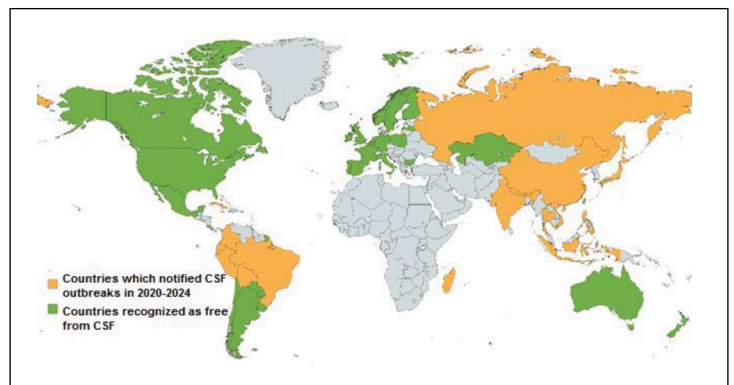 Countries which notified CSF
outbreaks in 2020-2024
Countries recognized as free
from CSF